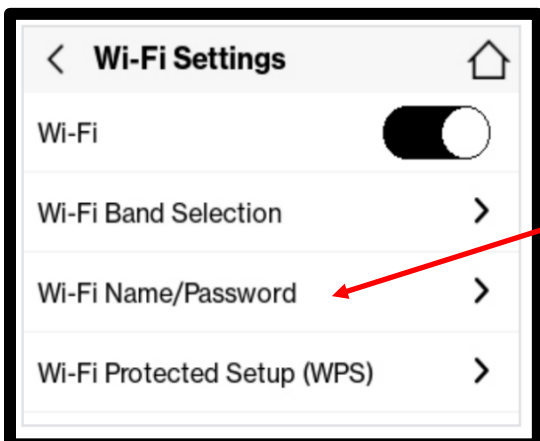 Wi-Fi Settings
Wi-Fi
Wi-Fi Band Selection
Wi-Fi Name/Password
Wi-Fi Protected Setup (WPS)